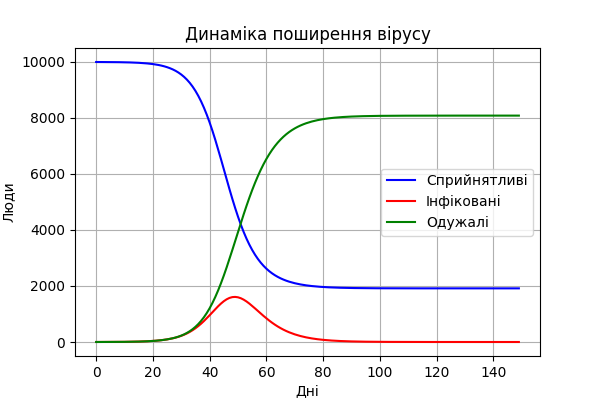 Динаміка поширення вірусу
10000
8000
6000
4000
2000
0
Люди
Сприйнятливі
Інфіковані
Одужалі
0 20 40 60 80 100 120 140
Дні